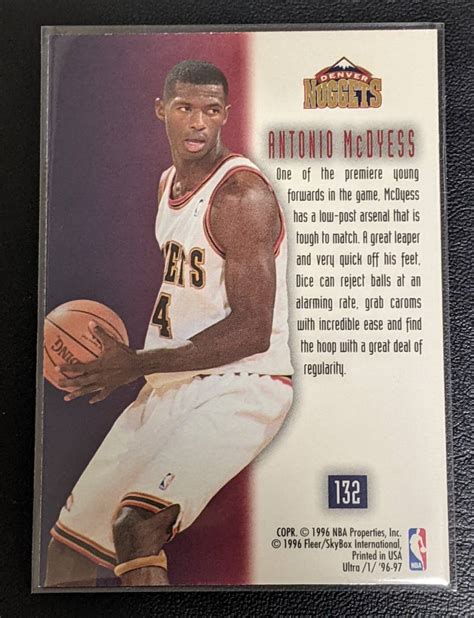 DENVER
NUGGETS
ANTONIO McDYESS
One of the premiere young
forwards in the game, McDyess
has a low-post arsenal that is
tough to match. A great leaper
and very quick off his feet,
Dice can reject balls at an
alarming rate, grab caroms
with incredible ease and find
the hoop with a great deal of
regularity.
ETS
4
SPALDING
132
COPR. © 1996 NBA Properties, Inc.
© 1996 Fleer/SkyBox International,
Printed in USA
Ultra /1/ '96-97
NBA